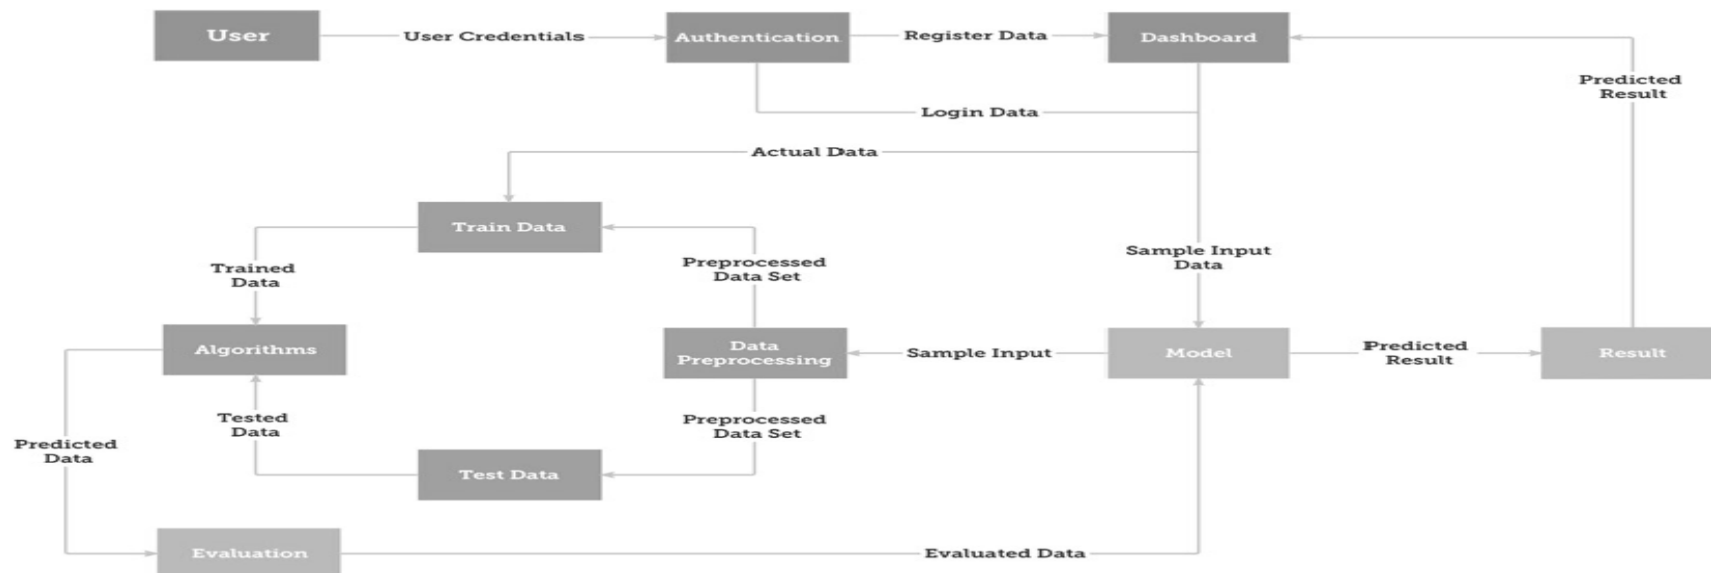 User
User Credentials
Authentication
Register Data
Dashboard
Predicted
Result
Login Data
Actual Data
Train Data
Trained
Data
Preprocessed
Data Set
Sample Input
Data
Algorithms
Data
Preprocessing
Sample Input
Model
Predicted
Result
Result
Tested
Data
Preprocessed
Data Set
Predicted
Data
Test Data
Evaluation
Evaluated Data